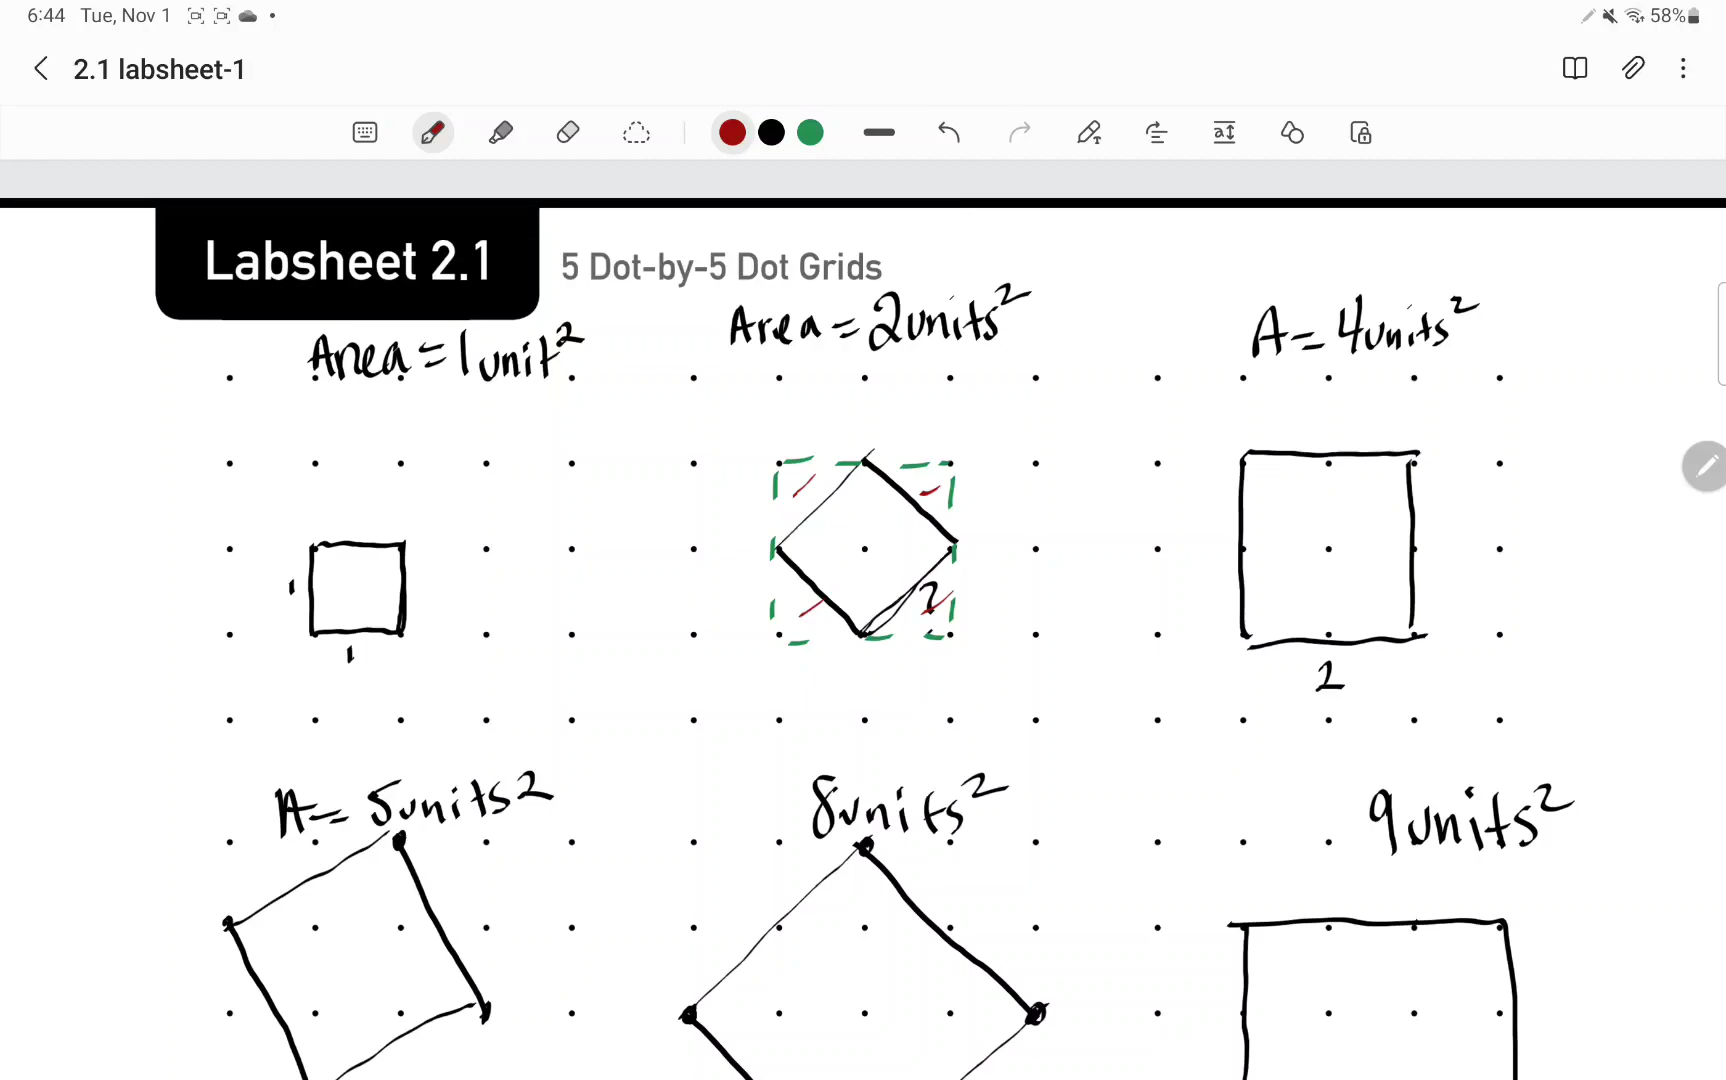 6:44 Tue, Nov 1
58%
2.1 labsheet-1
Labsheet 2.1
5 Dot-by-5 Dot Grids
Area = 1 unit²
Area = 2 units²
A = 4 units²
1
1
?
2
A = 5 units²
8 units²
9 units²